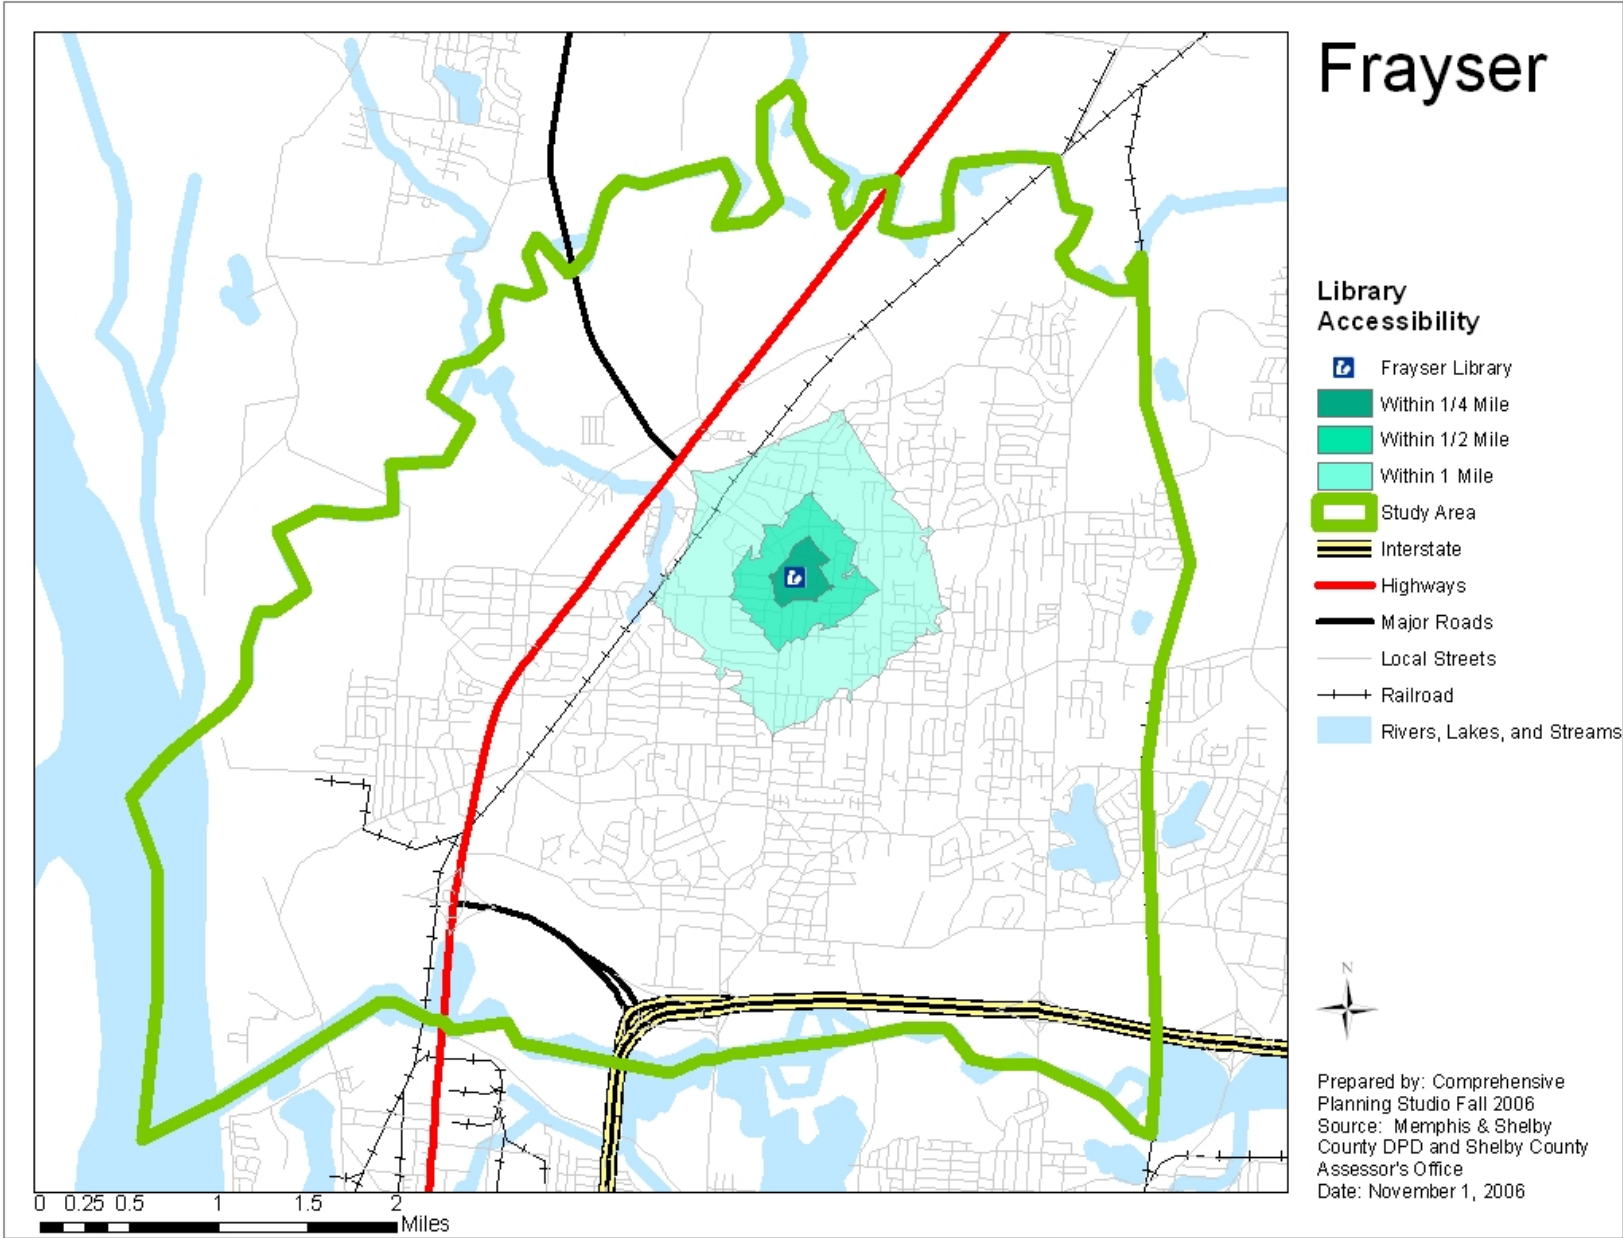 Frayser
Library
Accessibility
Frayser Library
Within 1/4 Mile
Within 1/2 Mile
Within 1 Mile
Study Area
Interstate
Highways
Major Roads
Local Streets
Railroad
Rivers, Lakes, and Streams
N
Prepared by: Comprehensive
Planning Studio Fall 2006
Source: Memphis & Shelby
County DPD and Shelby County
Assessor's Office
Date: November 1, 2006
0 0.25 0.5 1 1.5 2
Miles